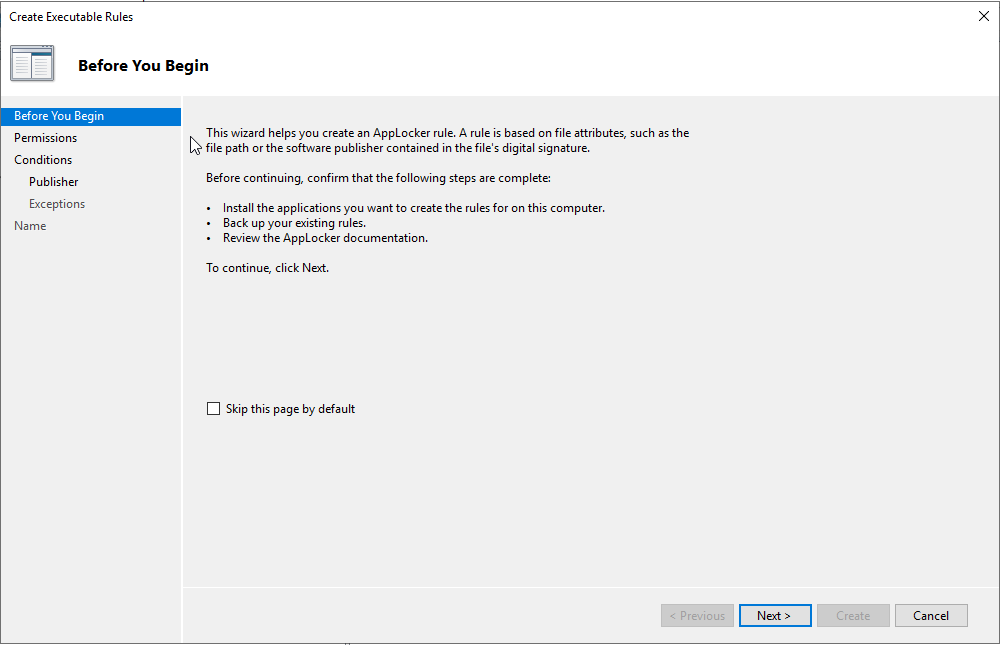 Create Executable Rules
Before You Begin
Before You Begin
Permissions
Conditions
Publisher
Exceptions
Name
This wizard helps you create an AppLocker rule. A rule is based on file attributes, such as the
file path or the software publisher contained in the file's digital signature.
Before continuing, confirm that the following steps are complete:
• Install the applications you want to create the rules for on this computer.
• Back up your existing rules.
• Review the AppLocker documentation.
To continue, click Next.
Skip this page by default
< Previous
Next >
Create
Cancel